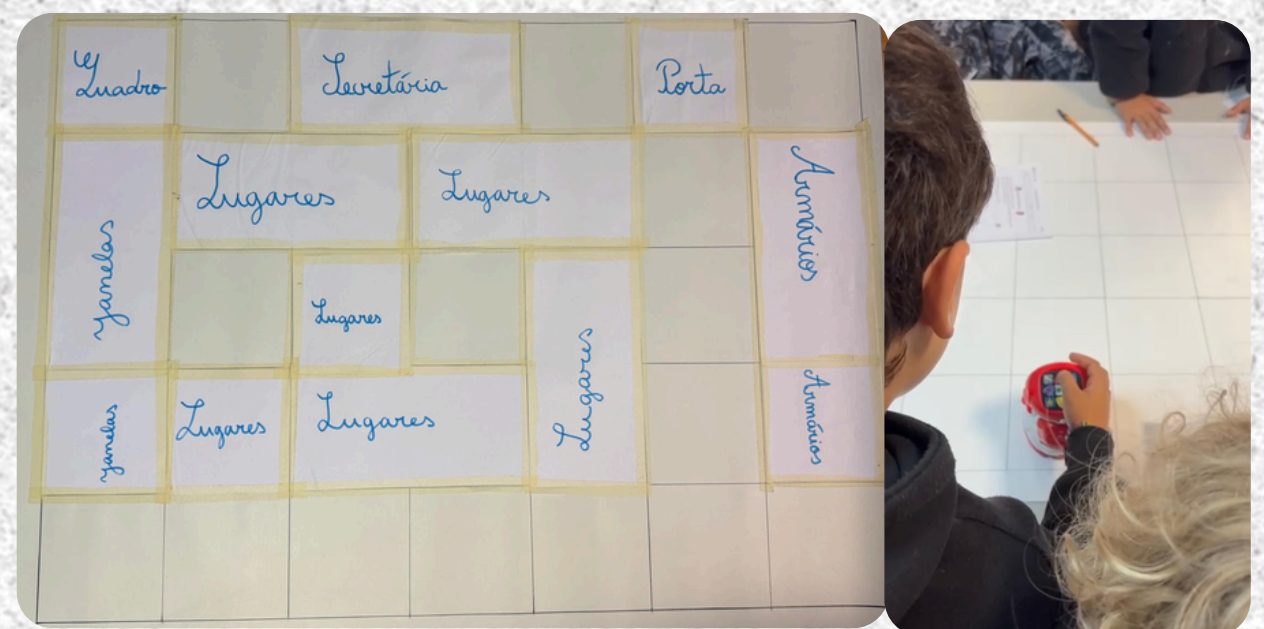 Quadro
Secretária
Porta
Lugares
Lugares
Armários
janelas
Lugares
Lugares
janelas
Lugares
Lugares
Armários